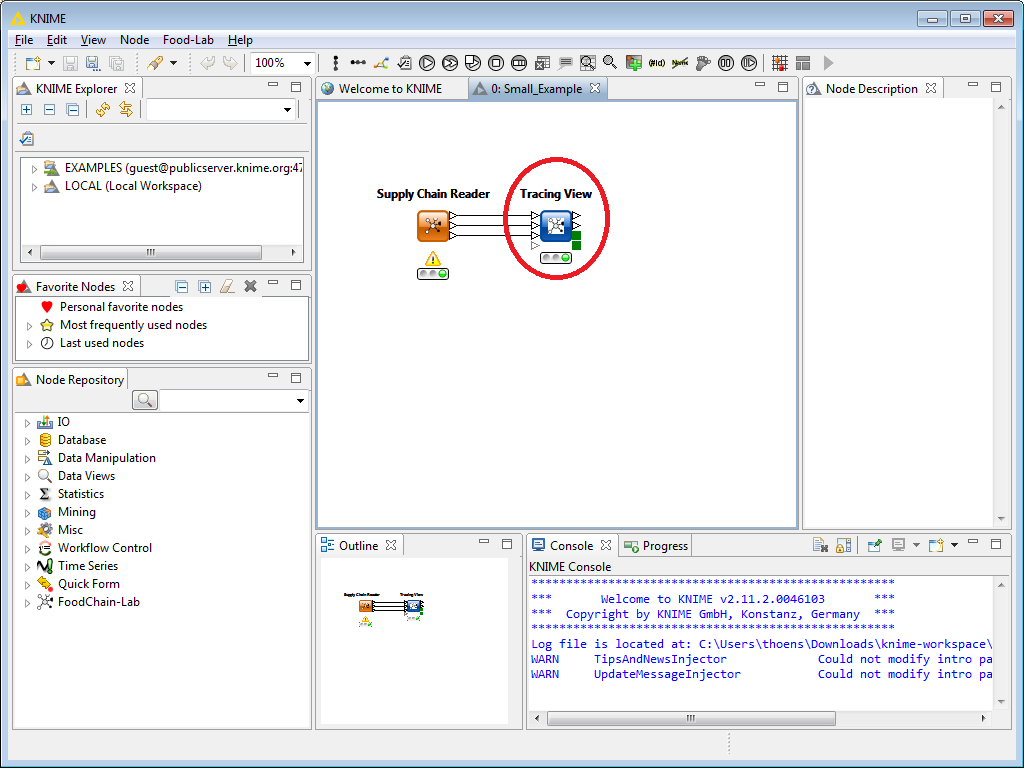 KNIME
File Edit View Node Food-Lab Help
100%
KNIME Explorer
EXAMPLES (guest@publicserver.knime.org:47
LOCAL (Local Workspace)
Favorite Nodes
Personal favorite nodes
Most frequently used nodes
Last used nodes
Node Repository
IO
Database
Data Manipulation
Data Views
Statistics
Mining
Misc
Workflow Control
Time Series
Quick Form
FoodChain-Lab
Welcome to KNIME
0: Small_Example
Supply Chain Reader
Tracing View
Node Description
Outline
Supply Chain Reader
Tracing View
Console
Progress
KNIME Console
****************************************************
*** Welcome to KNIME v2.11.2.0046103 ***
*** Copyright by KNIME GmbH, Konstanz, Germany ***
****************************************************
Log file is located at: C:\Users\thoens\Downloads\knime-workspace\
WARN TipsAndNewsInjector Could not modify intro pa
WARN UpdateMessageInjector Could not modify intro pa